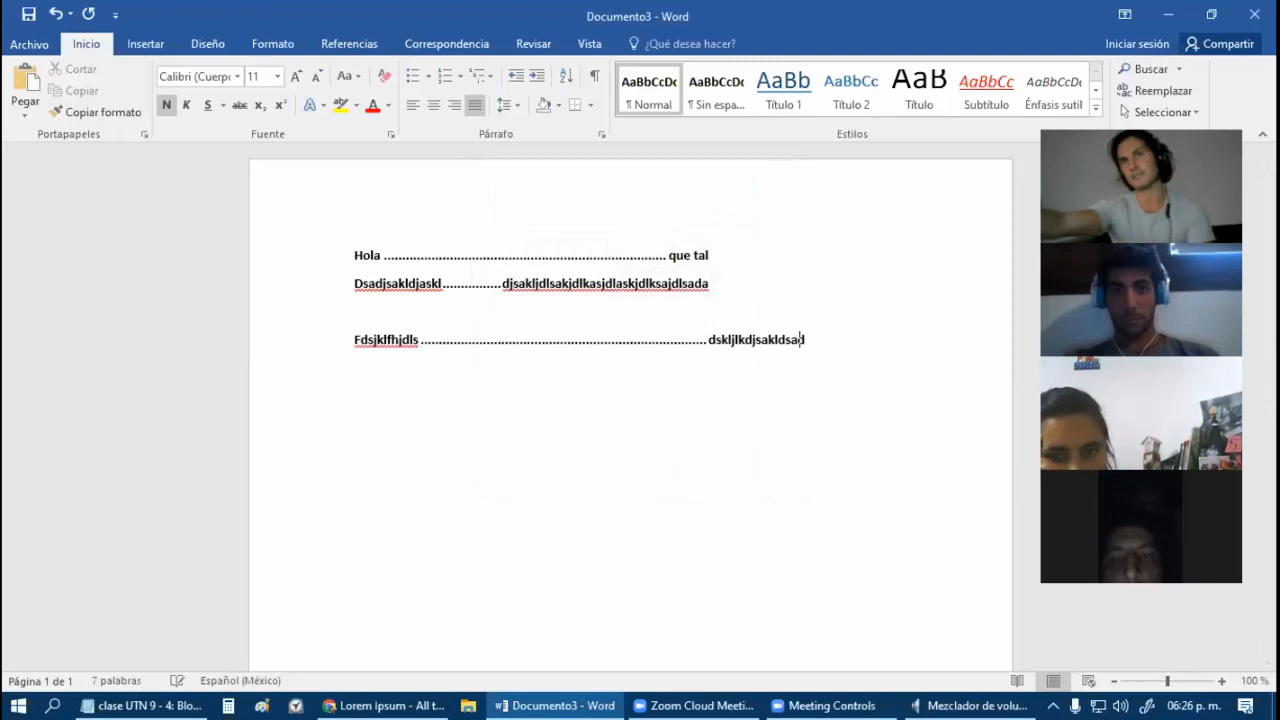 Documento3 - Word
Archivo Inicio Insertar Diseño Formato Referencias Correspondencia Revisar Vista ¿Qué desea hacer? Iniciar sesión Compartir
Pegar
Cortar
Copiar
Copiar formato
Portapapeles
Calibri (Cuerpo 11
Fuente
Párrafo
AaBbCcDc AaBbCcDc AaBb AaBbCc AaB AaBbCc AaBbCcDc
¶ Normal ¶ Sin espa... Título 1 Título 2 Título Subtítulo Énfasis sutil
Estilos
Buscar
Reemplazar
Seleccionar
Hola ............................................................................. que tal
Dsadjsakldjaskl................djsakljdlsakjdlkasjdlaskjdlksajdlsada
Fdsjklfhjdls .............................................................................. dskljlkdjsakldsad
Página 1 de 1 7 palabras Español (México) 100 %
clase UTN 9 - 4: Blo... Lorem Ipsum - All t... Documento3 - Word Zoom Cloud Meeti... Meeting Controls Mezclador de volu... 06:26 p. m.